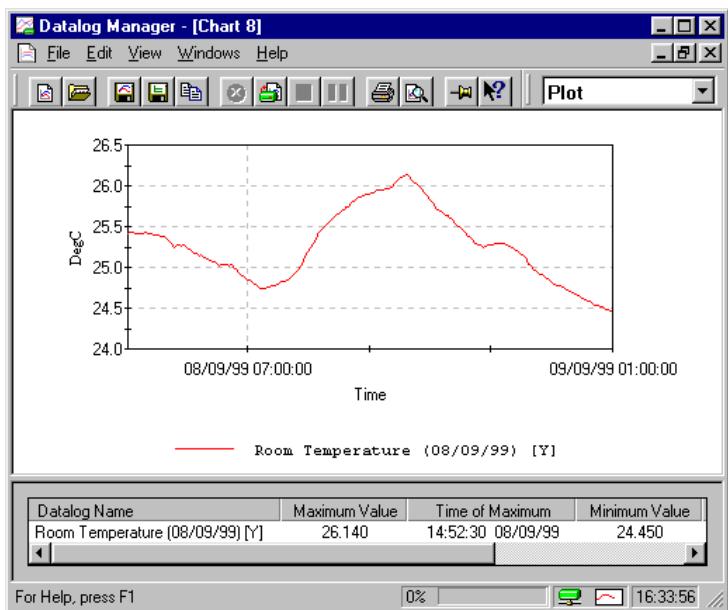 Datalog Manager - [Chart 8]
File Edit View Windows Help
Plot
26.5
26.0
25.5
25.0
24.5
24.0
DegC
08/09/99 07:00:00 09/09/99 01:00:00
Time
Room Temperature (08/09/99) [Y]
Datalog Name Maximum Value Time of Maximum Minimum Value
Room Temperature (08/09/99) [Y] 26.140 14:52:30 08/09/99 24.450
For Help, press F1 0% 16:33:56